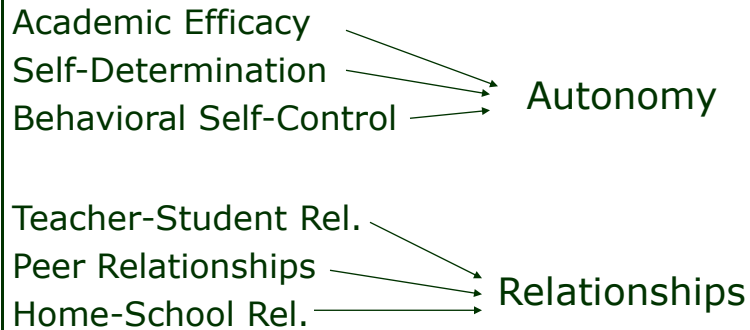 Academic Efficacy
Self-Determination
Behavioral Self-Control
Autonomy
Teacher-Student Rel.
Peer Relationships
Home-School Rel.
Relationships